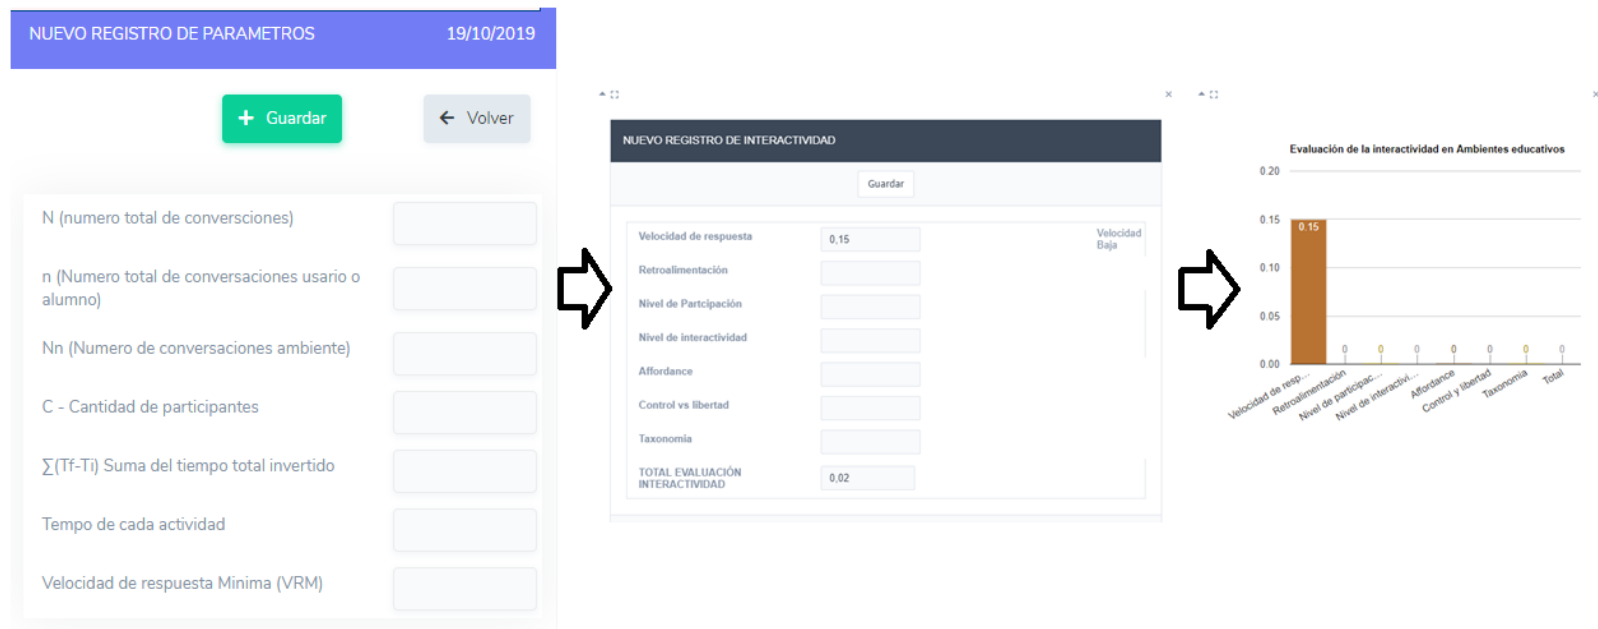 NUEVO REGISTRO DE PARAMETROS 19/10/2019
+ Guardar
← Volver
N (numero total de conversciones)
n (Numero total de conversaciones usario o
alumno)
Nn (Numero de conversaciones ambiente)
C - Cantidad de participantes
∑(Tf-Ti) Suma del tiempo total invertido
Tempo de cada actividad
Velocidad de respuesta Minima (VRM)
NUEVO REGISTRO DE INTERACTIVIDAD
Guardar
Velocidad de respuesta 0,15 Velocidad
Baja
Retroalimentación
Nivel de Partcipación
Nivel de interactividad
Affordance
Control vs libertad
Taxonomia
TOTAL EVALUACIÓN
INTERACTIVIDAD 0,02
Evaluación de la interactividad en Ambientes educativos
0.20
0.15
0.10
0.05
0.00
0.15
0 0 0 0 0 0 0
Velocidad de resp...
Retroalimentación
Nivel de participac...
Nivel de interactivi...
Affordance
Control y libertad
Taxonomia
Total